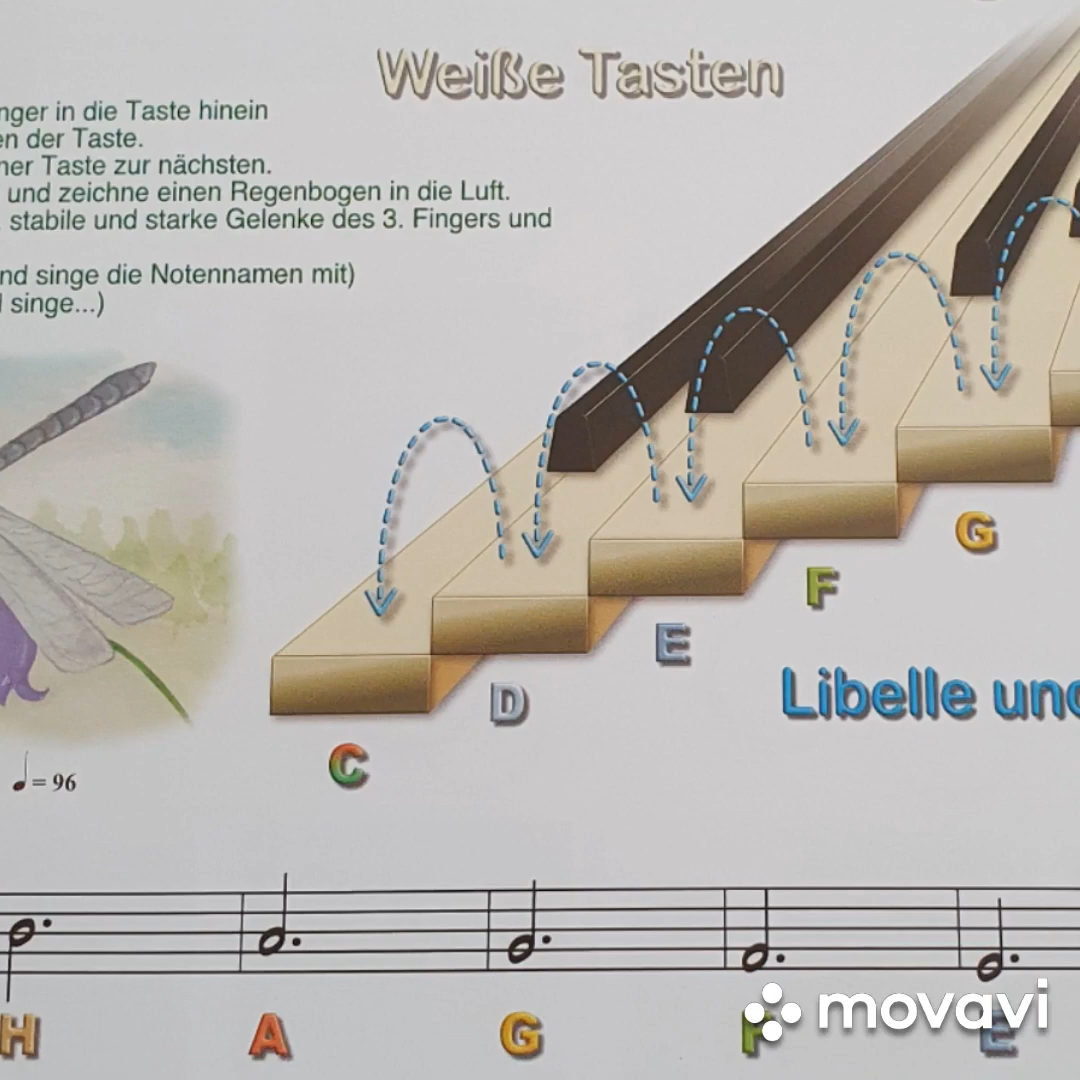 Weiße Tasten
nger in die Taste hinein
en der Taste.
ner Taste zur nächsten.
und zeichne einen Regenbogen in die Luft.
stabile und starke Gelenke des 3. Fingers und
nd singe die Notennamen mit)
singe...)
G
F
E
D
C
Libelle und
= 96
H A G F E
movavi